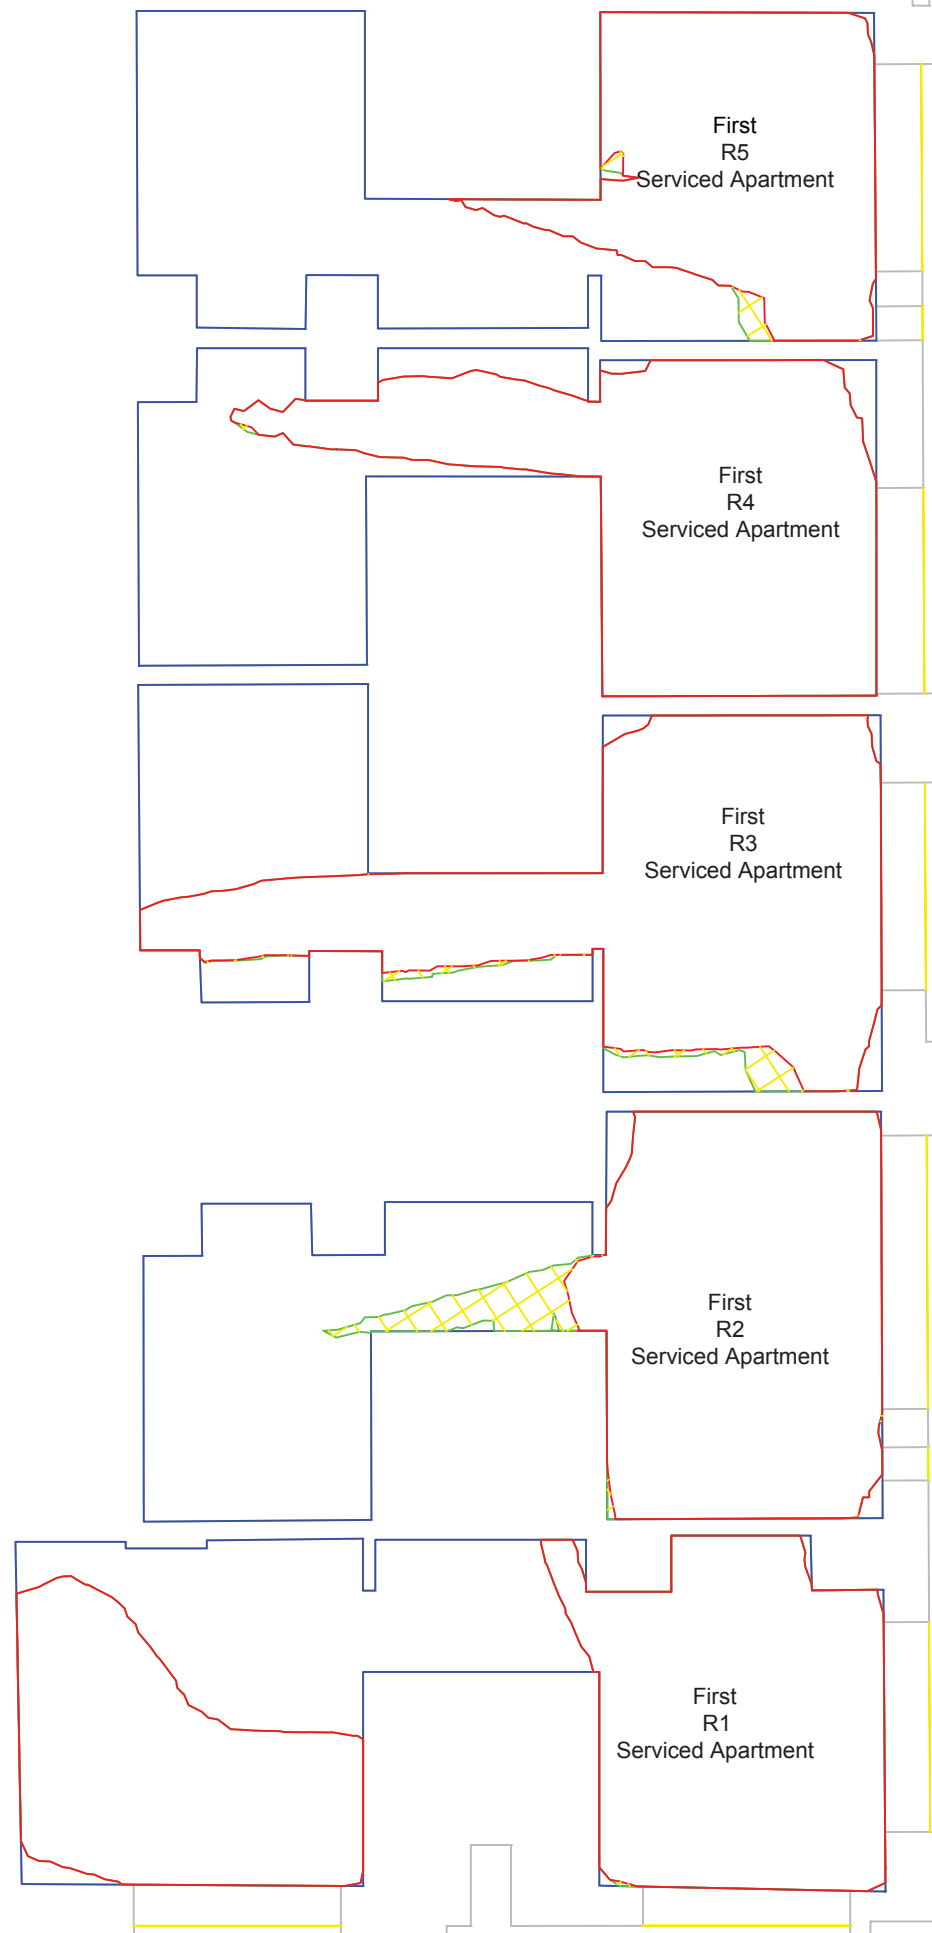 First
R5
Serviced Apartment
First
R4
Serviced Apartment
First
R3
Serviced Apartment
First
R2
Serviced Apartment
First
R1
Serviced Apartment